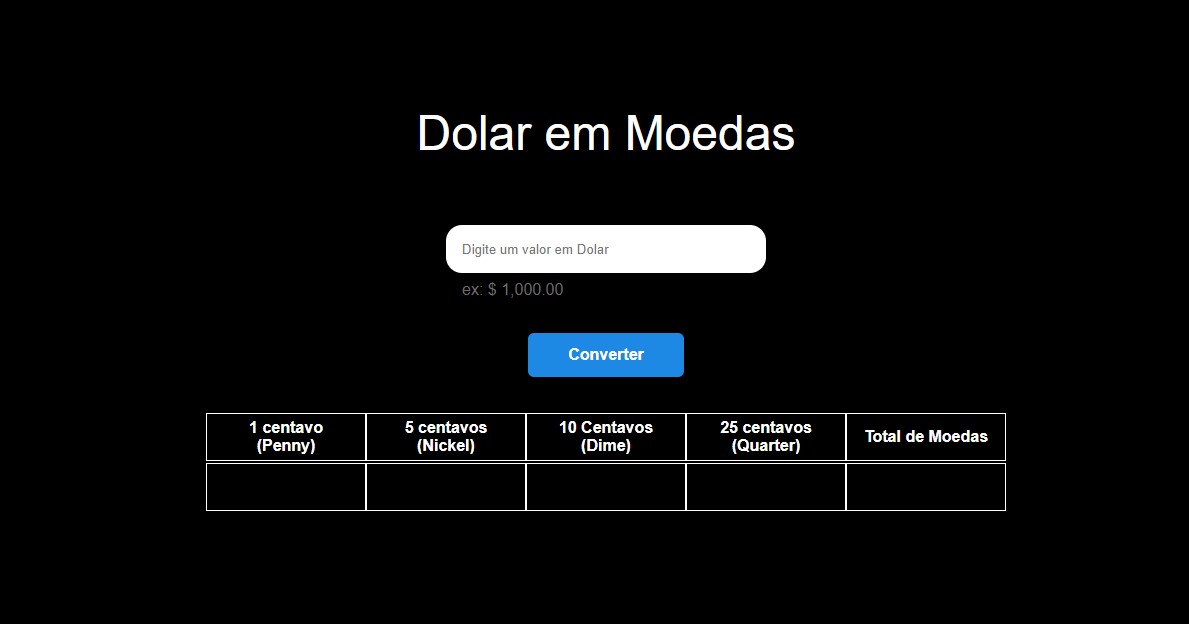 Dolar em Moedas
Digite um valor em Dolar
ex: $ 1,000.00
Converter
1 centavo
(Penny)
5 centavos
(Nickel)
10 Centavos
(Dime)
25 centavos
(Quarter)
Total de Moedas